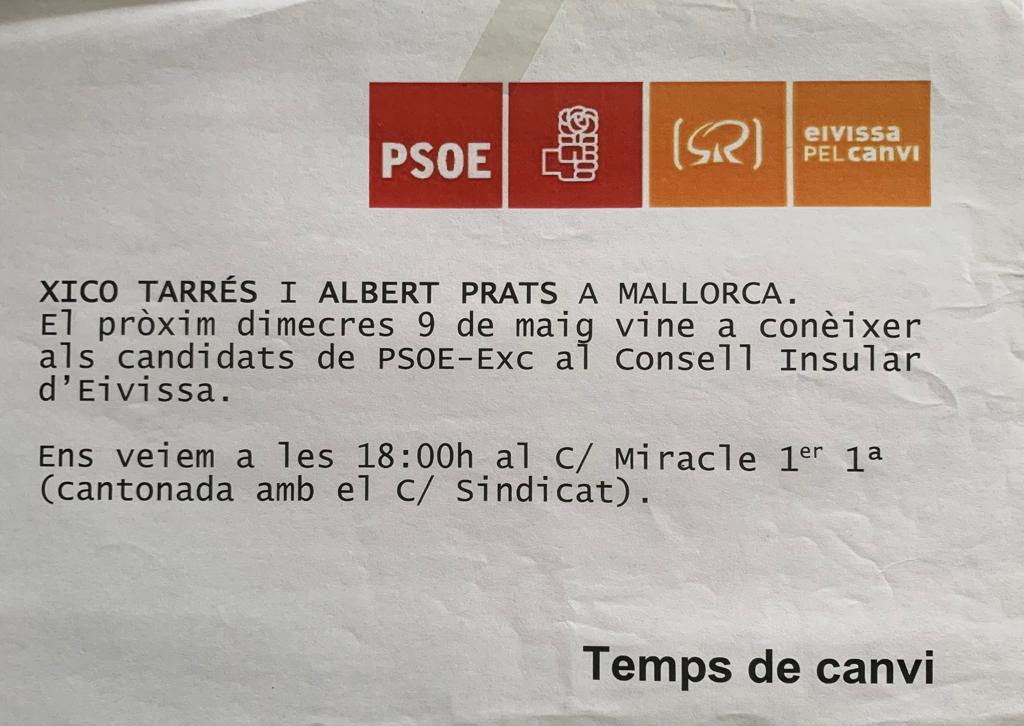 PSOE
eivissa
PEL canvi
XICO TARRÉS I ALBERT PRATS A MALLORCA.
El pròxim dimecres 9 de maig vine a conèixer
als candidats de PSOE-Exc al Consell Insular
d'Eivissa.
Ens veiem a les 18:00h al C/ Miracle 1er 1ª
(cantonada amb el C/ Sindicat).
Temps de canvi